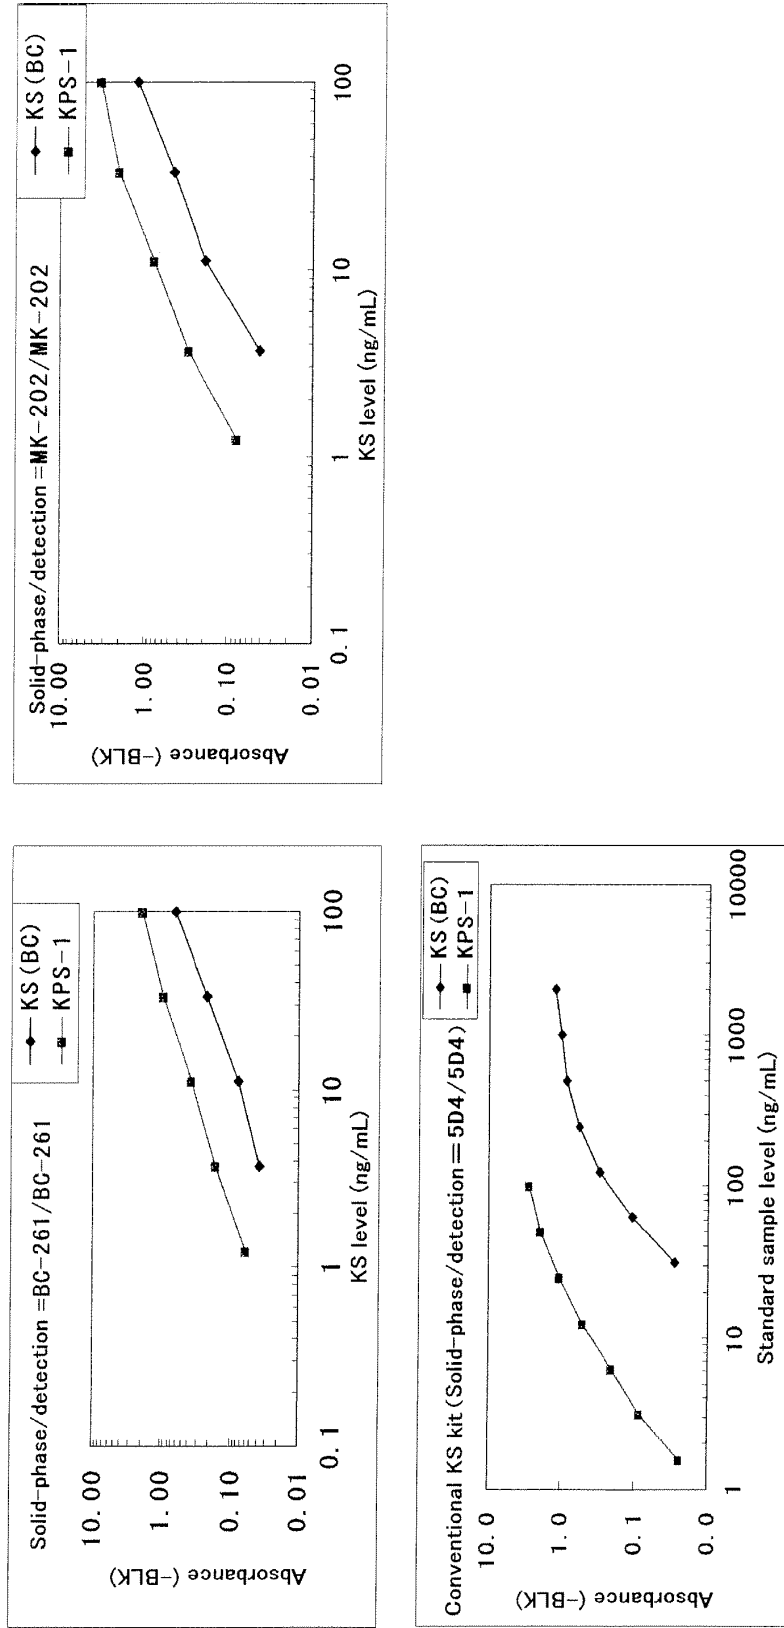 Solid-phase/detection =BC-261/BC-261
KS(BC)
KPS-1
Absorbance (-BLK)
10.00
1.00
0.10
0.01
0.1
1
10
100
KS level (ng/mL)
Solid-phase/detection =MK-202/MK-202
KS(BC)
KPS-1
Absorbance (-BLK)
10.00
1.00
0.10
0.01
0.1
1
10
100
KS level (ng/mL)
Conventional KS kit(Solid-phase/detection=5D4/5D4)
KS(BC)
KPS-1
Absorbance (-BLK)
10.0
1.0
0.1
0.0
1
10
100
1000
10000
Standard sample level (ng/mL)